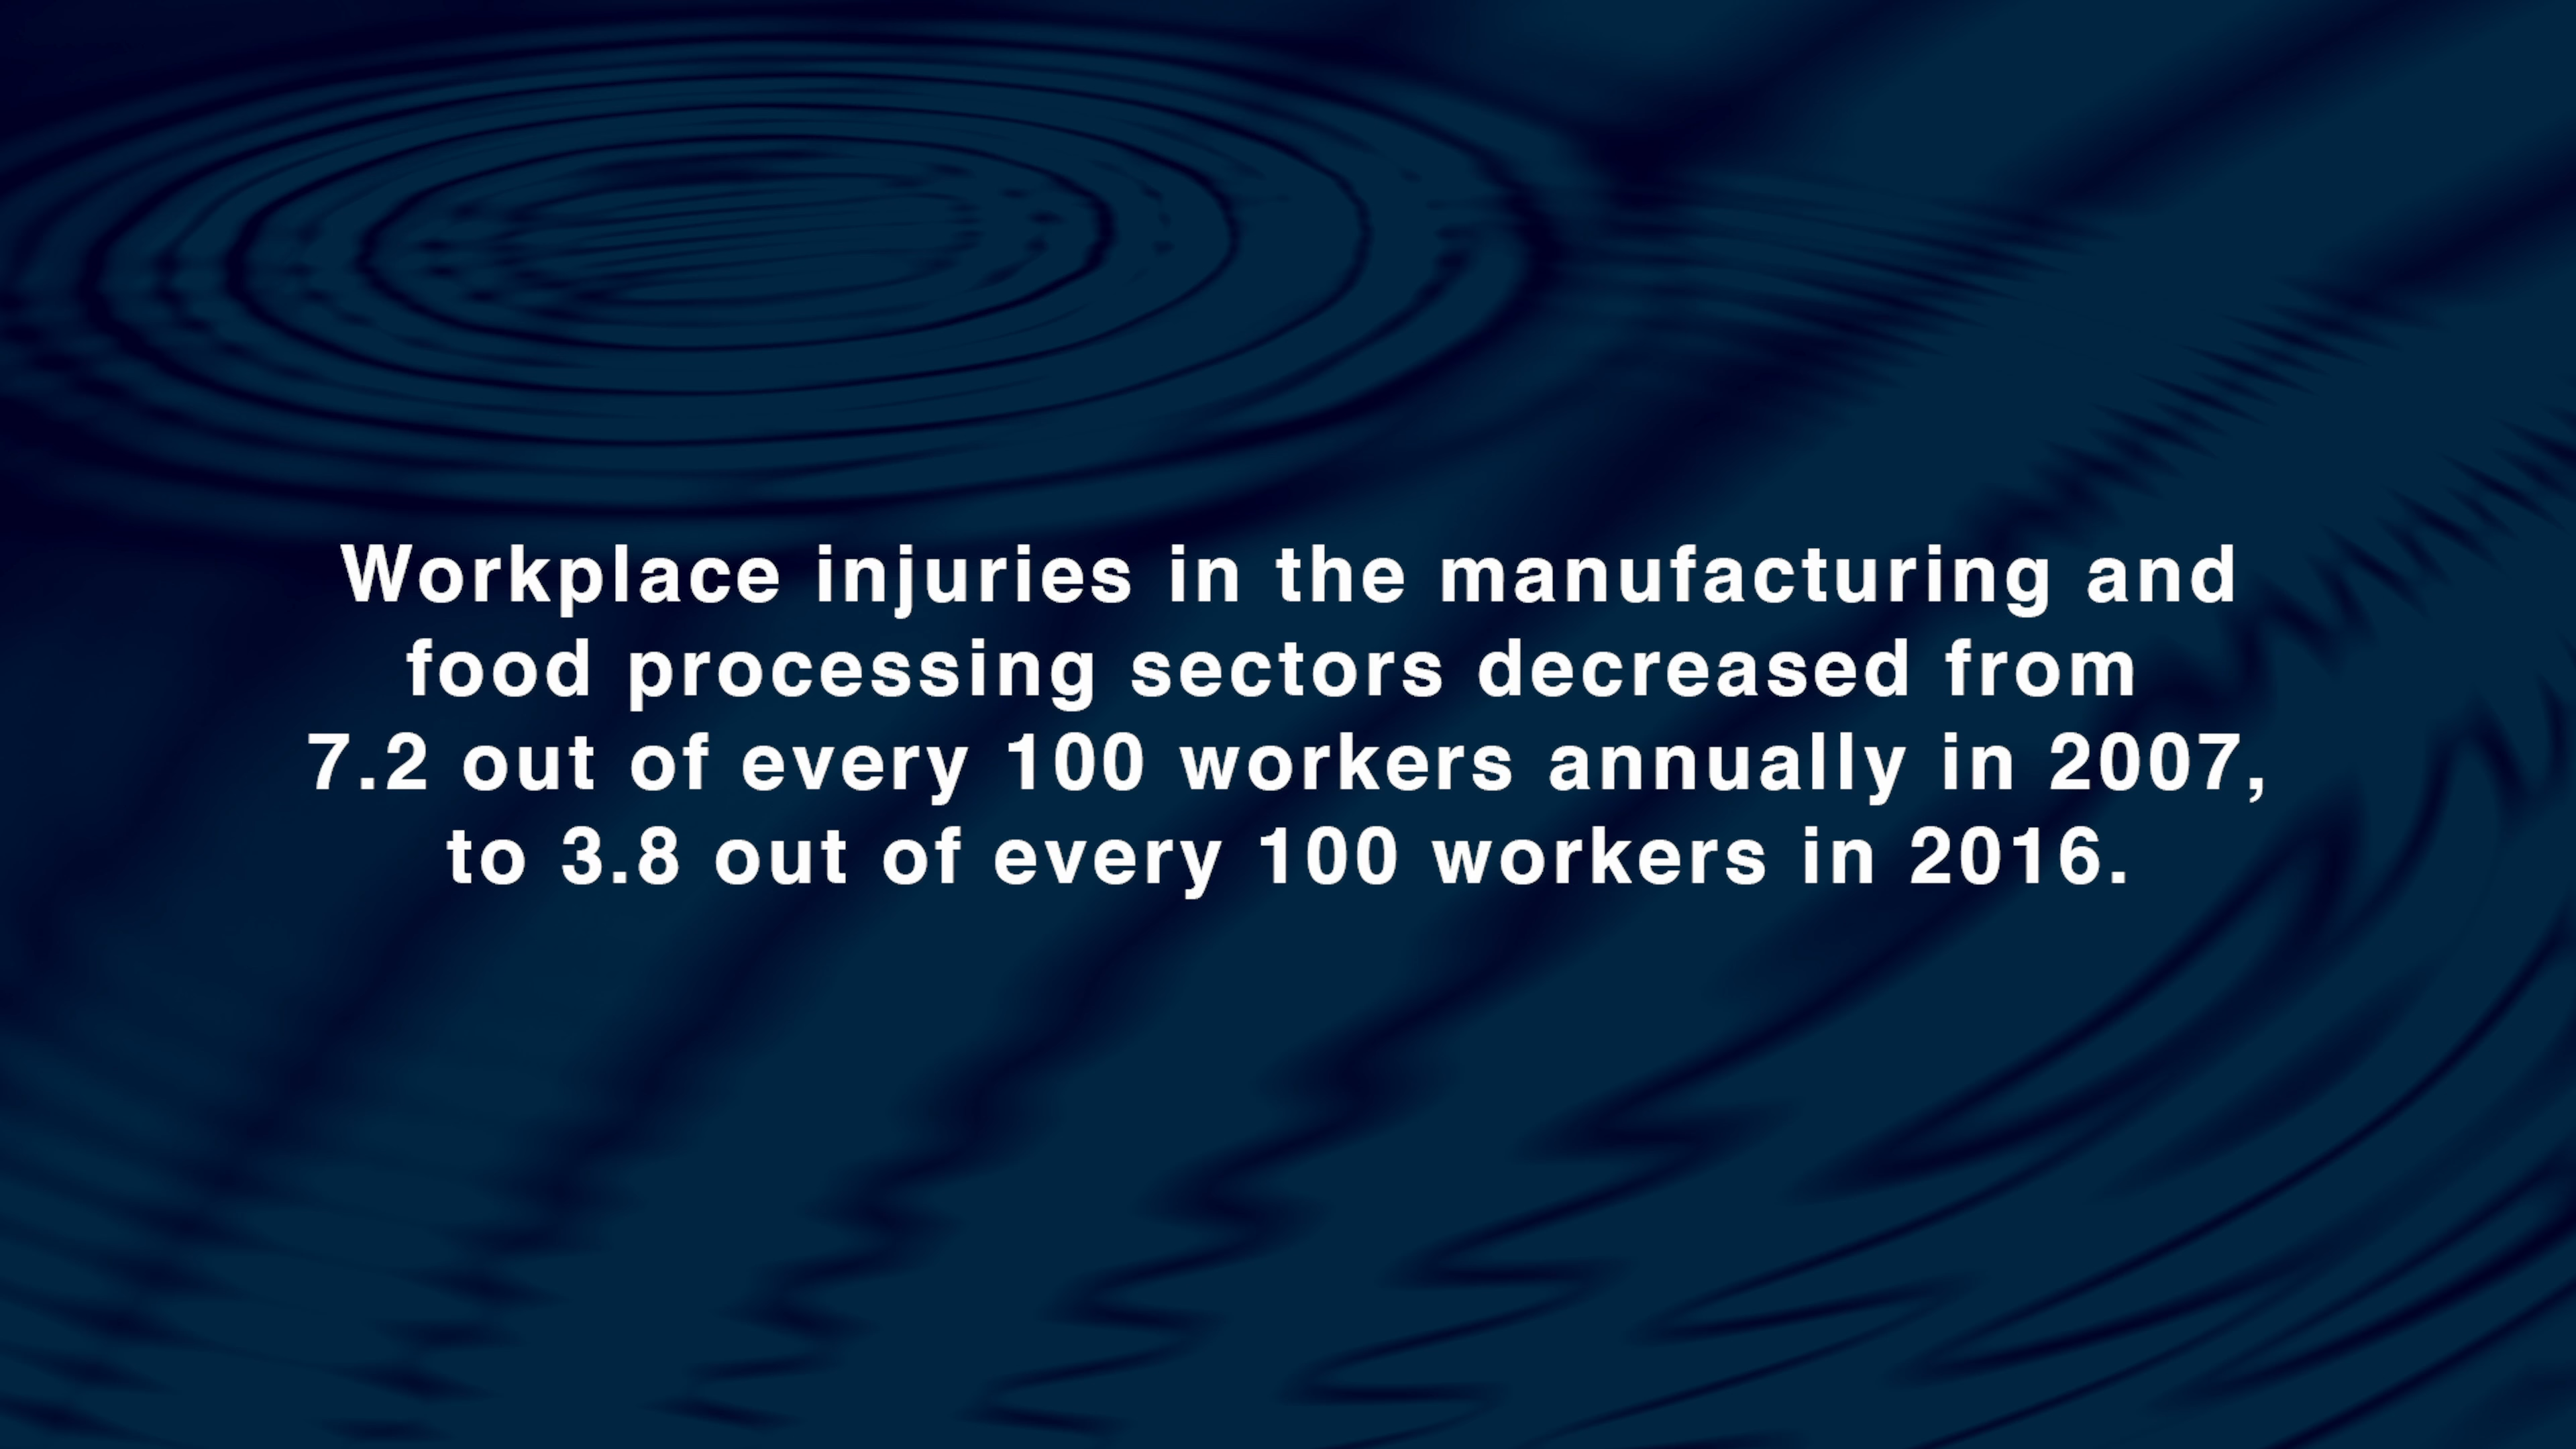 Workplace injuries in the manufacturing and
food processing sectors decreased from
7.2 out of every 100 workers annually in 2007,
to 3.8 out of every 100 workers in 2016.